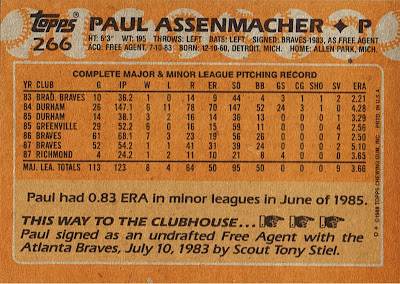 Topps
266
PAUL ASSENMACHER ✦ P
HT: 6'3" WT: 195 THROWS: LEFT BATS: LEFT SIGNED: BRAVES-1983, AS FREE AGENT
ACQ: FREE AGENT, 7-10-83 BORN: 12-10-60, DETROIT, MICH. HOME: ALLEN PARK, MICH.
COMPLETE MAJOR & MINOR LEAGUE PITCHING RECORD
YR CLUB G IP W L R ER SO BB GS CG SHO SV ERA
83 BRAD. BRAVES 10 36.2 1 0 14 9 44 4 3 1 1 2 2.21
84 DURHAM 26 147.1 6 11 78 70 147 52 24 3 1 0 4.28
85 DURHAM 14 38.1 3 2 16 14 36 13 0 0 0 1 3.29
85 GREENVILLE 29 52.2 6 0 16 15 59 11 0 0 0 4 2.56
86 BRAVES 61 68.1 7 3 23 19 56 26 0 0 0 7 2.50
87 BRAVES 52 54.2 1 1 41 31 39 24 0 0 0 2 5.10
87 RICHMOND 4 24.2 1 2 11 10 21 8 4 0 0 0 3.65
MAJ. LEA. TOTALS 113 123 8 4 64 50 95 50 0 0 0 9 3.66
Paul had 0.83 ERA in minor leagues in June of 1985.
THIS WAY TO THE CLUBHOUSE...
Paul signed as an undrafted Free Agent with the
Atlanta Braves, July 10, 1983 by Scout Tony Stiel.
©1988 TOPPS CHEWING GUM, INC. PRTD. IN U.S.A.